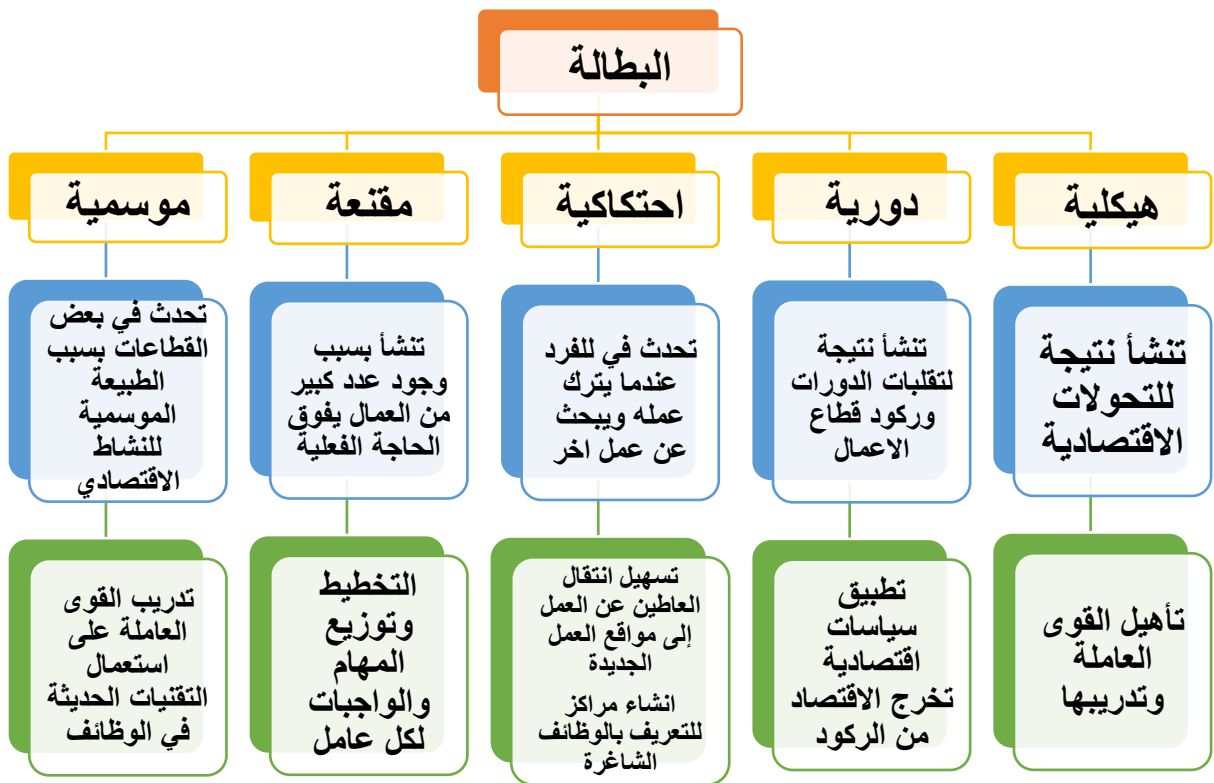 البطالة
هيكلية
دورية
احتكاكية
مقنعة
موسمية
تنشأ نتيجة
للتحولات
الاقتصادية
تنشأ نتيجة
لتقلبات الدورات
وركود قطاع
الاعمال
تحدث في للفرد
عندما يترك
عمله ويبحث
عن عمل اخر
تنشأ بسبب
وجود عدد كبير
من العمال يفوق
الحاجة الفعلية
تحدث في بعض
القطاعات بسبب
الطبيعة
الموسمية
للنشاط
الاقتصادي
تأهيل القوى
العاملة
وتدريبها
تطبيق
سياسات
اقتصادية
تخرج الاقتصاد
من الركود
تسهيل انتقال
العاطين عن العمل
إلى مواقع العمل
الجديدة
انشاء مراكز
للتعريف بالوظائف
الشاغرة
التخطيط
وتوزيع
المهام
والواجبات
لكل عامل
تدريب القوى
العاملة على
استعمال
التقنيات الحديثة
في الوظائف